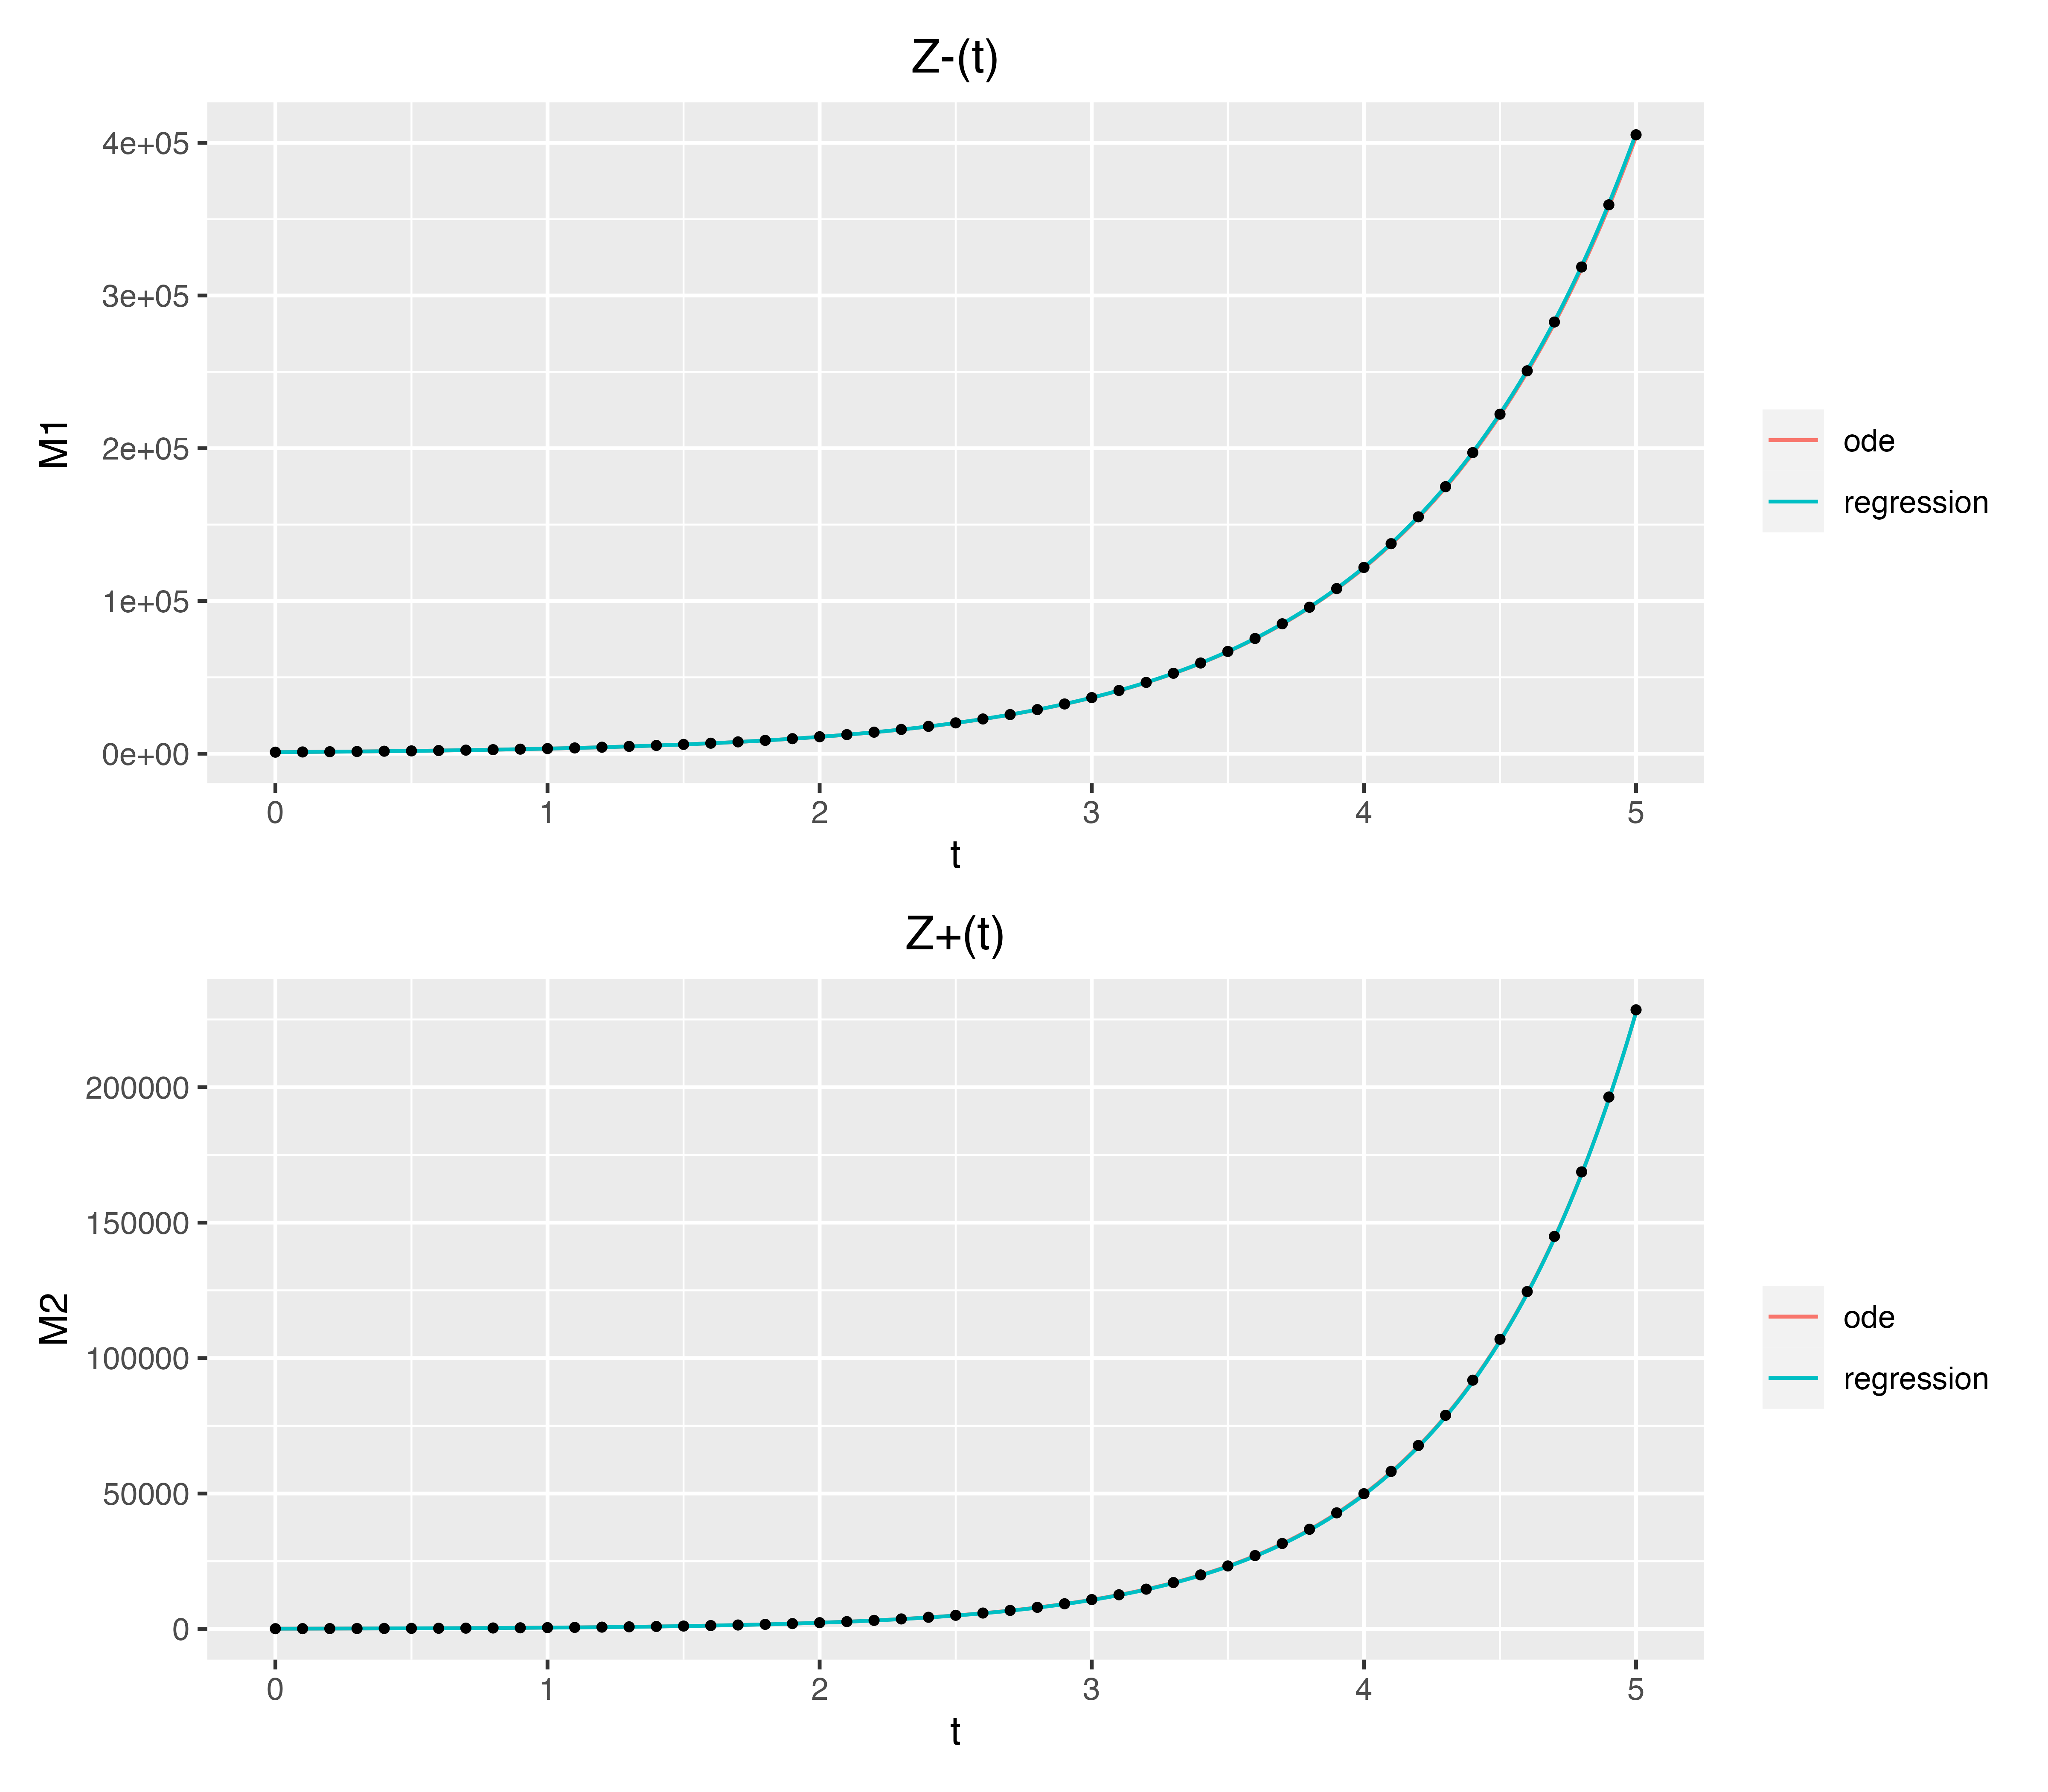 Z-(t)
M1
4e+05
3e+05
2e+05
1e+05
0e+00
0 1 2 3 4 5
t
ode
regression
Z+(t)
M2
200000
150000
100000
50000
0
0 1 2 3 4 5
t
ode
regression